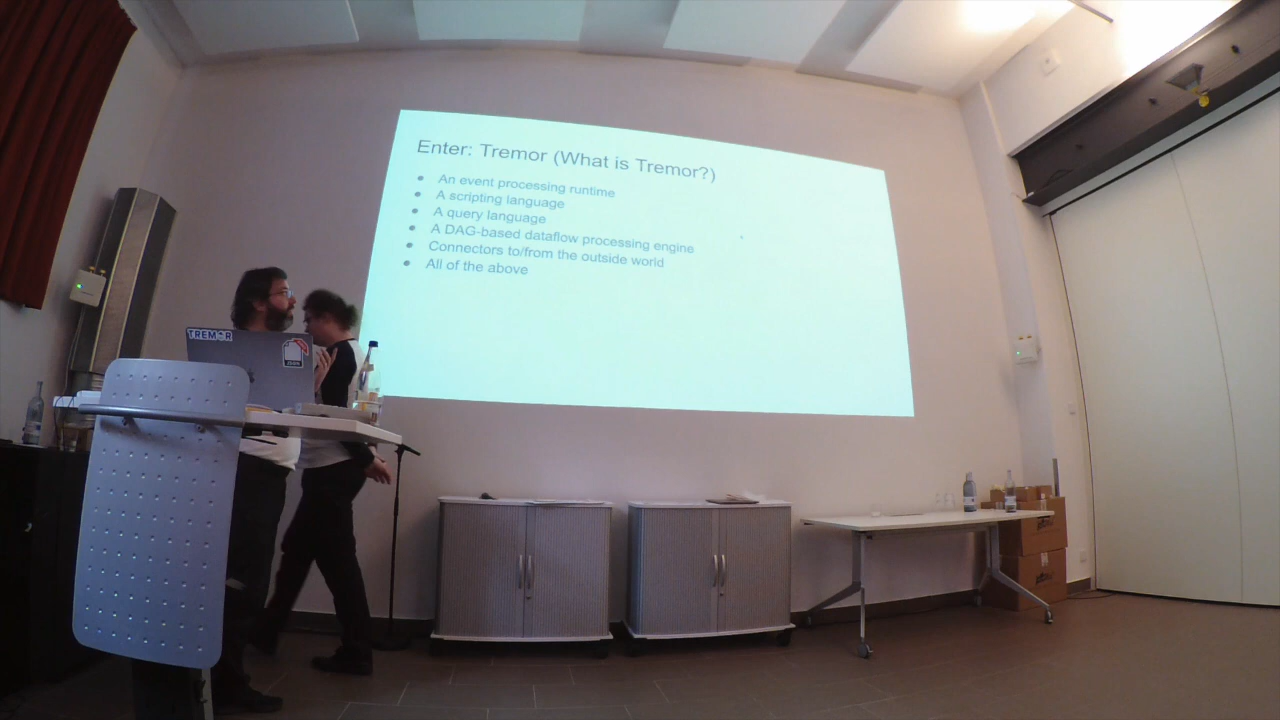 Enter: Tremor (What is Tremor?)
An event processing runtime
A scripting language
A query language
A DAG-based dataflow processing engine
Connectors to/from the outside world
All of the above
TREMOR
JSON